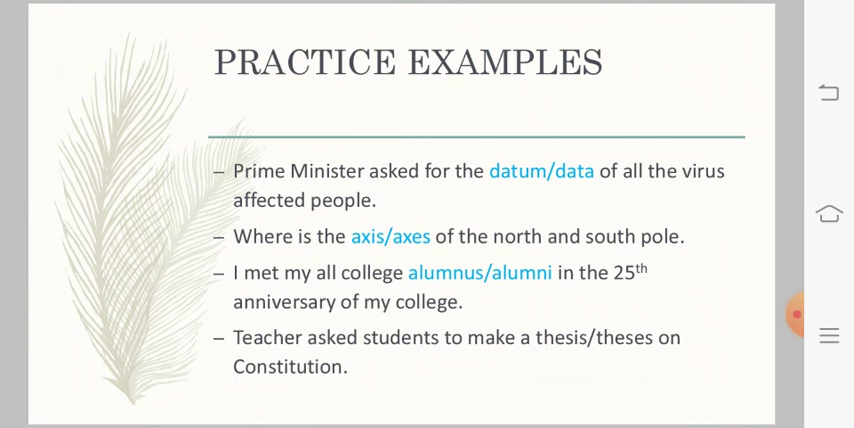 PRACTICE EXAMPLES
– Prime Minister asked for the datum/data of all the virus
affected people.
– Where is the axis/axes of the north and south pole.
– I met my all college alumnus/alumni in the 25th
anniversary of my college.
– Teacher asked students to make a thesis/theses on
Constitution.